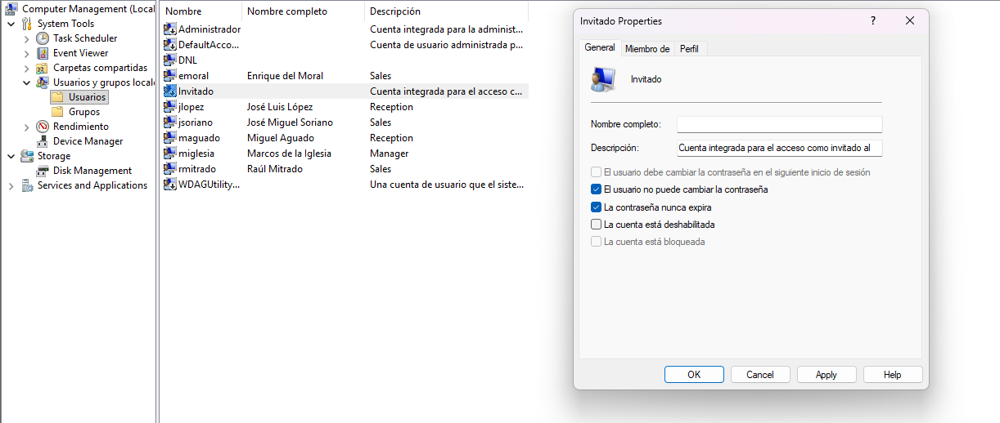 Computer Management (Local
System Tools
Task Scheduler
Event Viewer
Carpetas compartidas
Usuarios y grupos locale
Usuarios
Grupos
Rendimiento
Device Manager
Storage
Disk Management
Services and Applications
Nombre Nombre completo Descripción
Administrador Cuenta integrada para la administ...
DefaultAcco... Cuenta de usuario administrada p...
DNL
emoral Enrique del Moral Sales
Invitado Cuenta integrada para el acceso c...
jlopez José Luis López Reception
jsoriano José Miguel Soriano Sales
maguado Miguel Aguado Reception
miglesia Marcos de la Iglesia Manager
rmitrado Raúl Mitrado Sales
WDAGUtility... Una cuenta de usuario que el siste...
Invitado Properties ?
General Miembro de Perfil
Invitado
Nombre completo:
Descripción: Cuenta integrada para el acceso como invitado al
El usuario debe cambiar la contraseña en el siguiente inicio de sesión
El usuario no puede cambiar la contraseña
La contraseña nunca expira
La cuenta está deshabilitada
La cuenta está bloqueada
OK Cancel Apply Help